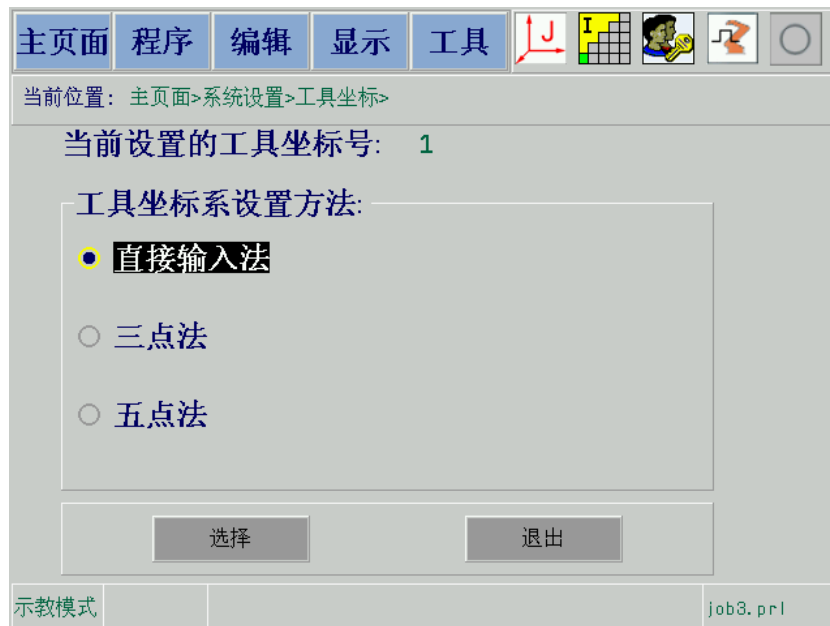 主页面 程序 编辑 显示 工具 J I
当前位置: 主页面>系统设置>工具坐标>
当前设置的工具坐标号: 1
工具坐标系设置方法:
直接输入法
三点法
五点法
选择 退出
示教模式 job3.prl